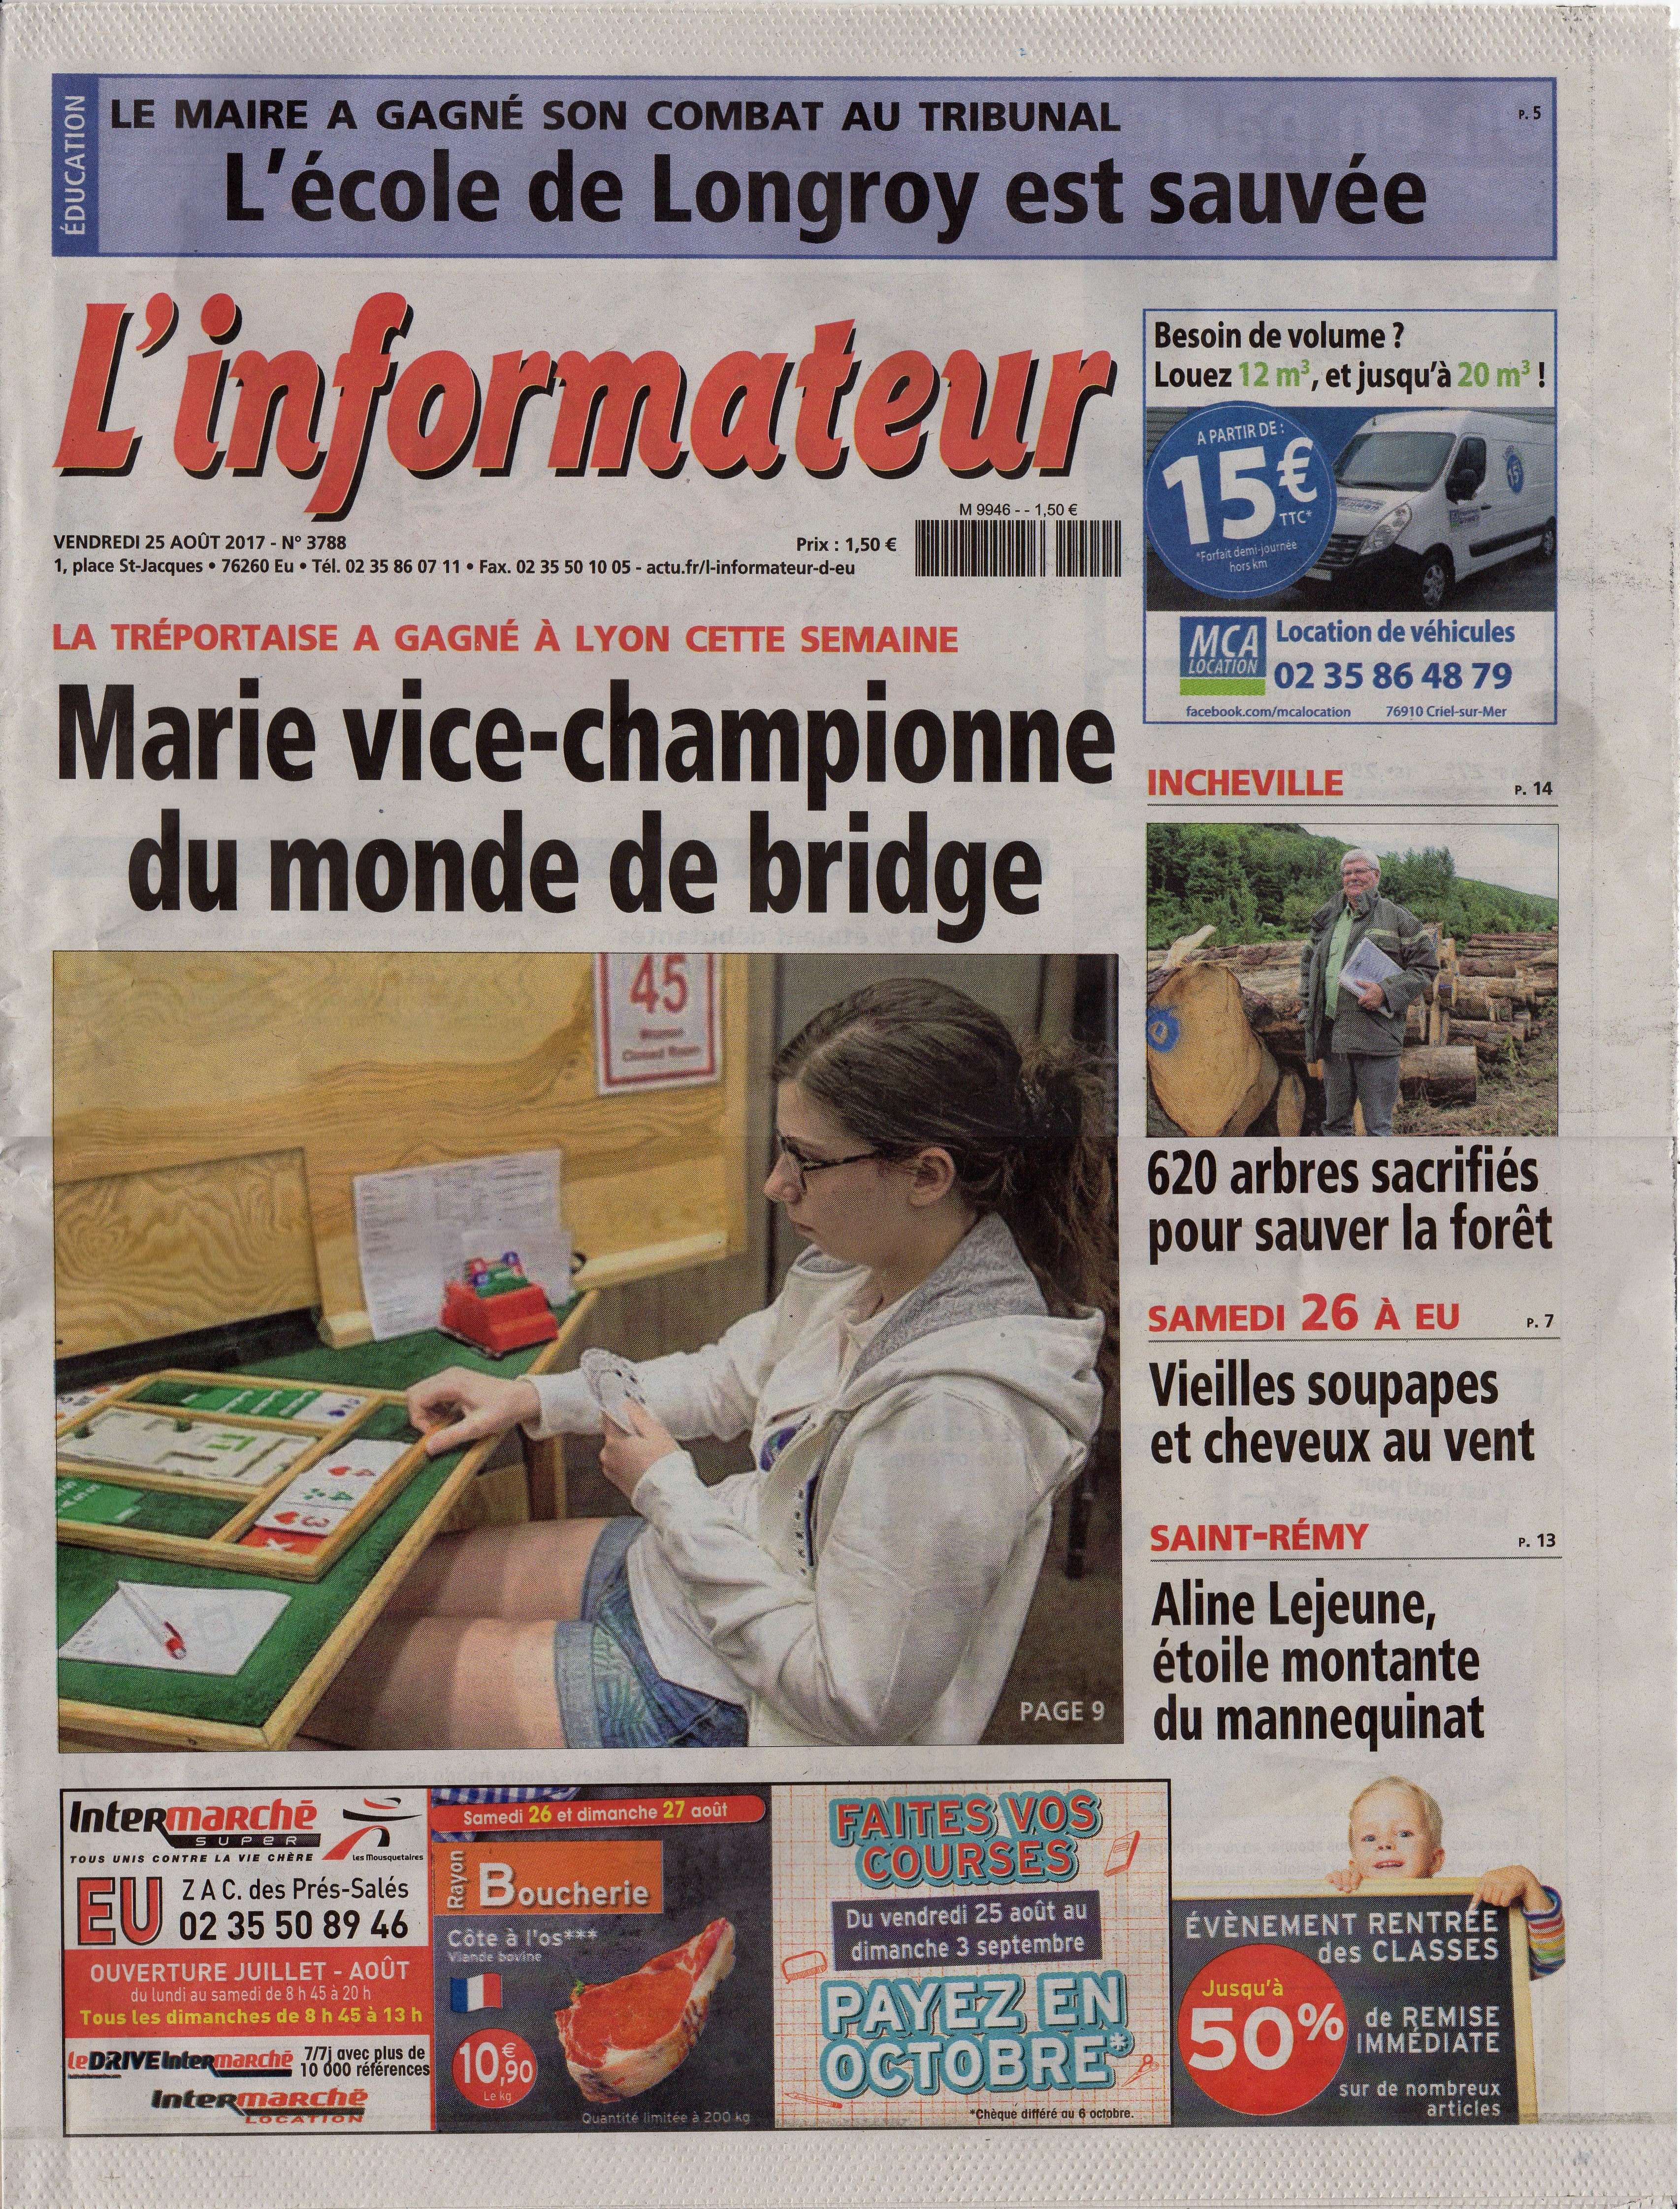 ÉDUCATION
LE MAIRE A GAGNÉ SON COMBAT AU TRIBUNAL
P. 5
L'école de Longroy est sauvée
L'informateur
M 9946 - - 1,50 €
VENDREDI 25 AOÛT 2017 - N° 3788
Prix : 1,50 €
1, place St-Jacques • 76260 Eu • Tél. 02 35 86 07 11 • Fax. 02 35 50 10 05 - actu.fr/l-informateur-d-eu
Besoin de volume ?
Louez 12 m³, et jusqu'à 20 m³ !
A PARTIR DE :
15€
TTC*
*Forfait demi-journée
hors km
MCA
LOCATION
Location de véhicules
02 35 86 48 79
facebook.com/mcalocation 76910 Criel-sur-Mer
LA TRÉPORTAISE A GAGNÉ À LYON CETTE SEMAINE
Marie vice-championne
du monde de bridge
45
Closed Room
PAGE 9
INCHEVILLE
P. 14
620 arbres sacrifiés
pour sauver la forêt
SAMEDI 26 À EU
P. 7
Vieilles soupapes
et cheveux au vent
SAINT-RÉMY
P. 13
Aline Lejeune,
étoile montante
du mannequinat
Intermarchē
SUPER
TOUS UNIS CONTRE LA VIE CHÈRE
les Mousquetaires
EU
Z A C. des Prés-Salés
02 35 50 89 46
OUVERTURE JUILLET - AOÛT
du lundi au samedi de 8 h 45 à 20 h
Tous les dimanches de 8 h 45 à 13 h
le DRIVE Intermarchē
7/7j avec plus de
10 000 références
Intermarchē
LOCATION
Samedi 26 et dimanche 27 août
Rayon
Boucherie
Côte à l'os***
Viande bovine
10,90
€
Le kg
Quantité limitée à 200 kg
FAITES VOS
COURSES
Du vendredi 25 août au
dimanche 3 septembre
PAYEZ EN
OCTOBRE*
*Chèque différé au 6 octobre.
ÉVÈNEMENT RENTRÉE
des CLASSES
Jusqu'à
50%
de REMISE
IMMÉDIATE
sur de nombreux
articles